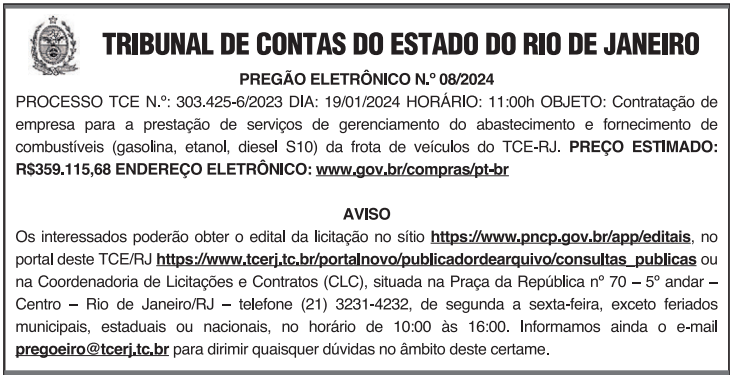 TRIBUNAL DE CONTAS DO ESTADO DO RIO DE JANEIRO
PREGÃO ELETRÔNICO N.º 08/2024
PROCESSO TCE N.º: 303.425-6/2023 DIA: 19/01/2024 HORÁRIO: 11:00h OBJETO: Contratação de
empresa para a prestação de serviços de gerenciamento do abastecimento e fornecimento de
combustíveis (gasolina, etanol, diesel S10) da frota de veículos do TCE-RJ. PREÇO ESTIMADO:
R$359.115,68 ENDEREÇO ELETRÔNICO: www.gov.br/compras/pt-br
AVISO
Os interessados poderão obter o edital da licitação no sítio https://www.pncp.gov.br/app/editais, no
portal deste TCE/RJ https://www.tcerj.tc.br/portalnovo/publicadordearquivo/consultas_publicas ou
na Coordenadoria de Licitações e Contratos (CLC), situada na Praça da República nº 70 – 5º andar –
Centro – Rio de Janeiro/RJ – telefone (21) 3231-4232, de segunda a sexta-feira, exceto feriados
municipais, estaduais ou nacionais, no horário de 10:00 às 16:00. Informamos ainda o e-mail
pregoeiro@tcerj.tc.br para dirimir quaisquer dúvidas no âmbito deste certame.